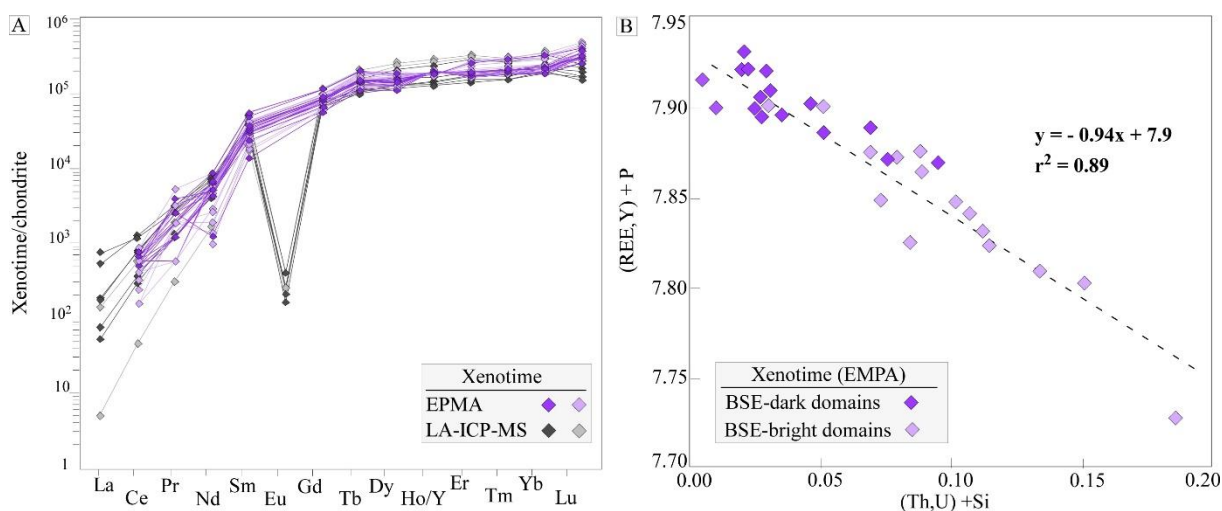 A
10⁶
10⁵
10⁴
10³
10²
10
1
Xenotime/chondrite
La
Ce
Pr
Nd
Sm
Eu
Gd
Tb
Dy
Ho/Y
Er
Tm
Yb
Lu
Xenotime
EPMA
LA-ICP-MS
B
7.95
7.90
7.85
7.80
7.75
7.70
(REE,Y) + P
y = - 0.94x + 7.9
r² = 0.89
Xenotime (EMPA)
BSE-dark domains
BSE-bright domains
0.00
0.05
0.10
0.15
0.20
(Th,U) +Si